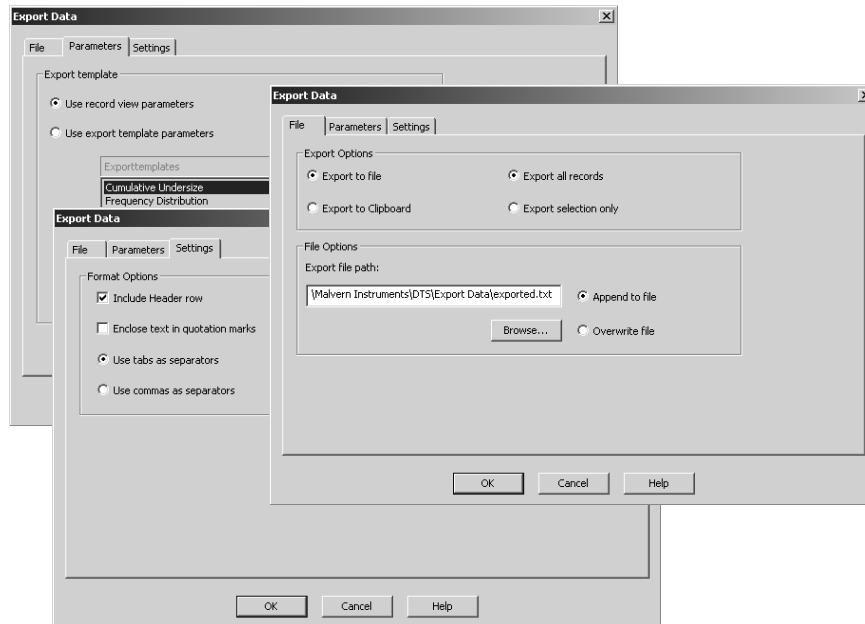 Export Data
File Parameters Settings
Export template
Use record view parameters
Use export template parameters
Exporttemplates
Cumulative Undersize
Frequency Distribution
Export Data
File Parameters Settings
Format Options
Include Header row
Enclose text in quotation marks
Use tabs as separators
Use commas as separators
OK Cancel Help
Export Data
File Parameters Settings
Export Options
Export to file Export all records
Export to Clipboard Export selection only
File Options
Export file path:
\Malvern Instruments\DTS\Export Data\exported.txt Append to file
Browse... Overwrite file
OK Cancel Help